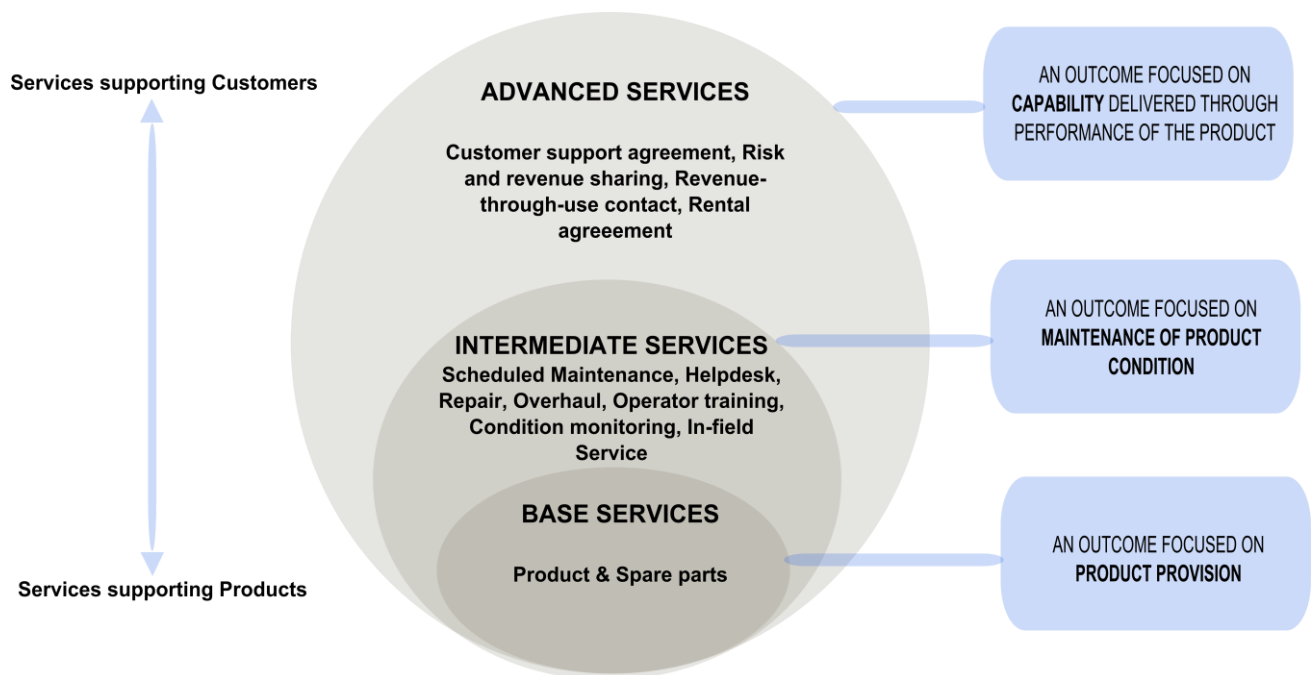 Services supporting Customers
ADVANCED SERVICES
Customer support agreement, Risk
and revenue sharing, Revenue-
through-use contact, Rental
agreeement
AN OUTCOME FOCUSED ON
CAPABILITY DELIVERED THROUGH
PERFORMANCE OF THE PRODUCT
INTERMEDIATE SERVICES
Scheduled Maintenance, Helpdesk,
Repair, Overhaul, Operator training,
Condition monitoring, In-field
Service
AN OUTCOME FOCUSED ON
MAINTENANCE OF PRODUCT
CONDITION
BASE SERVICES
Product & Spare parts
AN OUTCOME FOCUSED ON
PRODUCT PROVISION
Services supporting Products